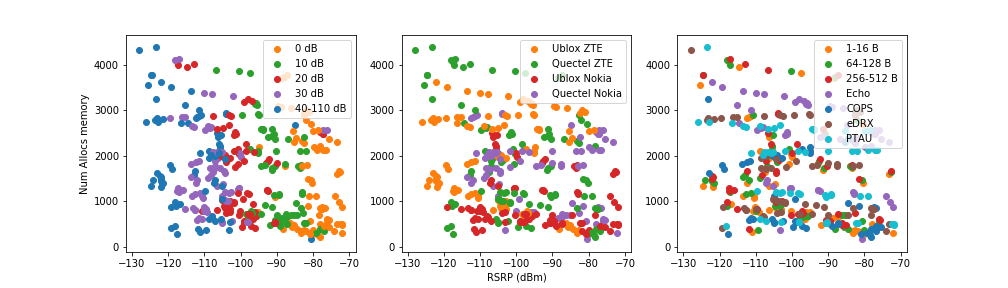 Num Allocs memory
4000
3000
2000
1000
0
−130 −120 −110 −100 −90 −80 −70
0 dB
10 dB
20 dB
30 dB
40-110 dB
4000
3000
2000
1000
0
−130 −120 −110 −100 −90 −80 −70
RSRP (dBm)
Ublox ZTE
Quectel ZTE
Ublox Nokia
Quectel Nokia
4000
3000
2000
1000
0
−130 −120 −110 −100 −90 −80 −70
1-16 B
64-128 B
256-512 B
Echo
COPS
eDRX
PTAU